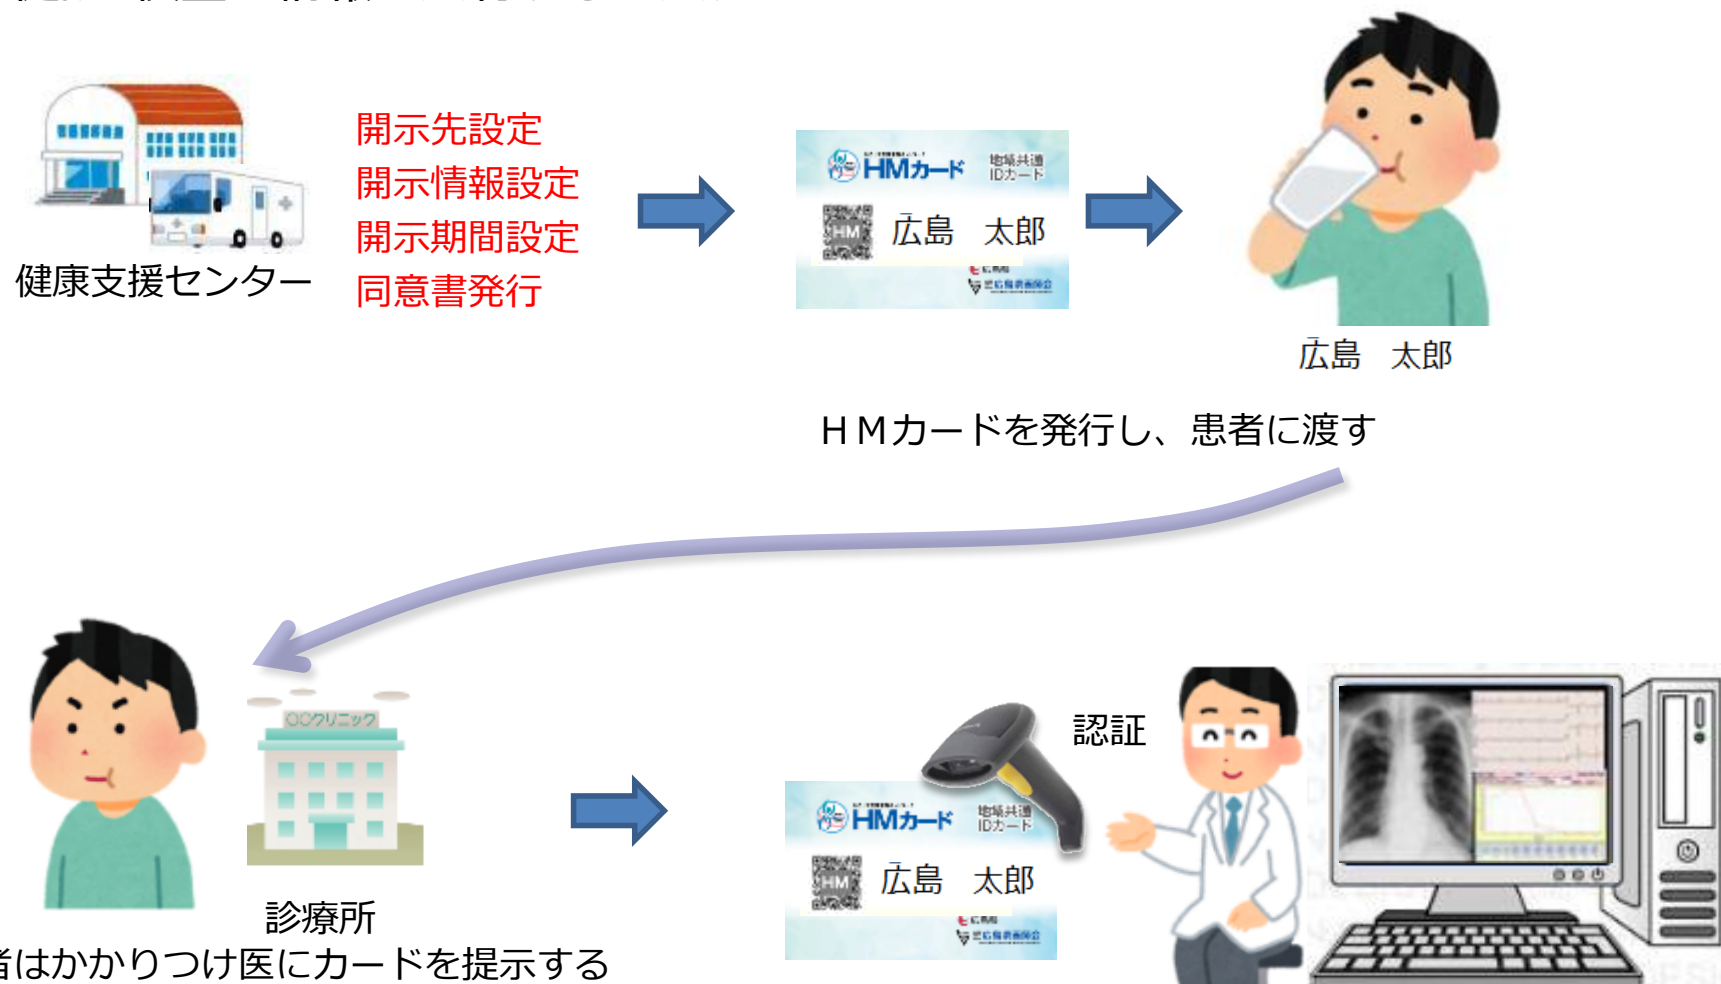 開示先設定
開示情報設定
開示期間設定
同意書発行
健康支援センター
HMカード
地域共通
IDカード
HM
広島 太郎
広島 太郎
HMカードを発行し、患者に渡す
○○クリニック
診療所
者はかかりつけ医にカードを提示する
認証
HMカード
地域共通
IDカード
HM
広島 太郎